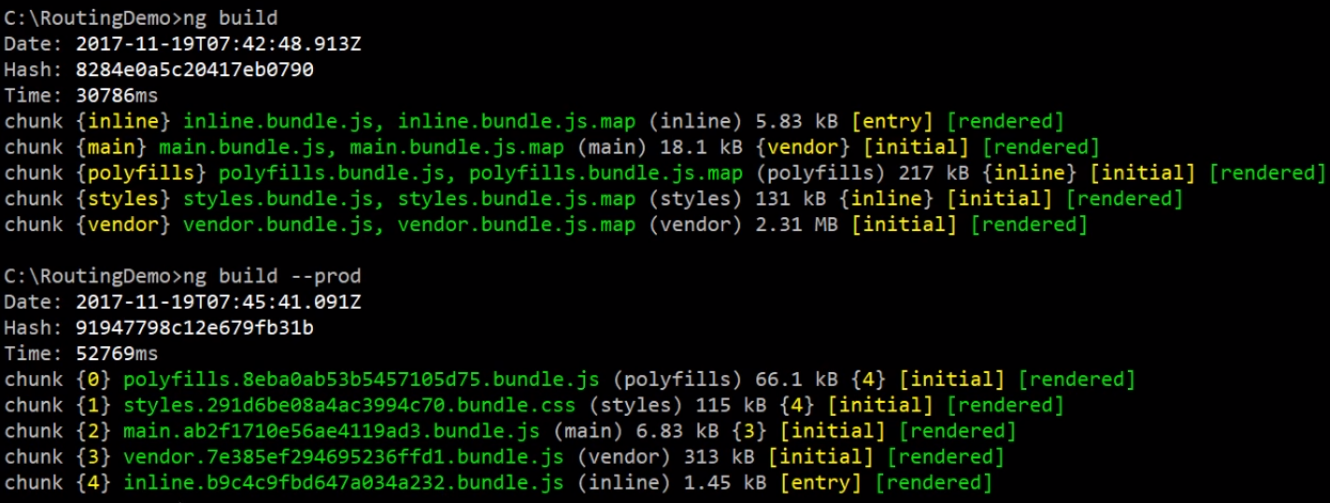 C:\RoutingDemo>ng build
Date: 2017-11-19T07:42:48.913Z
Hash: 8284e0a5c20417eb0790
Time: 30786ms
chunk {inline} inline.bundle.js, inline.bundle.js.map (inline) 5.83 kB [entry] [rendered]
chunk {main} main.bundle.js, main.bundle.js.map (main) 18.1 kB {vendor} [initial] [rendered]
chunk {polyfills} polyfills.bundle.js, polyfills.bundle.js.map (polyfills) 217 kB {inline} [initial] [rendered]
chunk {styles} styles.bundle.js, styles.bundle.js.map (styles) 131 kB {inline} [initial] [rendered]
chunk {vendor} vendor.bundle.js, vendor.bundle.js.map (vendor) 2.31 MB [initial] [rendered]
C:\RoutingDemo>ng build --prod
Date: 2017-11-19T07:45:41.091Z
Hash: 91947798c12e679fb31b
Time: 52769ms
chunk {0} polyfills.8eba0ab53b5457105d75.bundle.js (polyfills) 66.1 kB {4} [initial] [rendered]
chunk {1} styles.291d6be08a4ac3994c70.bundle.css (styles) 115 kB {4} [initial] [rendered]
chunk {2} main.ab2f1710e56ae4119ad3.bundle.js (main) 6.83 kB {3} [initial] [rendered]
chunk {3} vendor.7e385ef294695236ffd1.bundle.js (vendor) 313 kB [initial] [rendered]
chunk {4} inline.b9c4c9fbd647a034a232.bundle.js (inline) 1.45 kB [entry] [rendered]